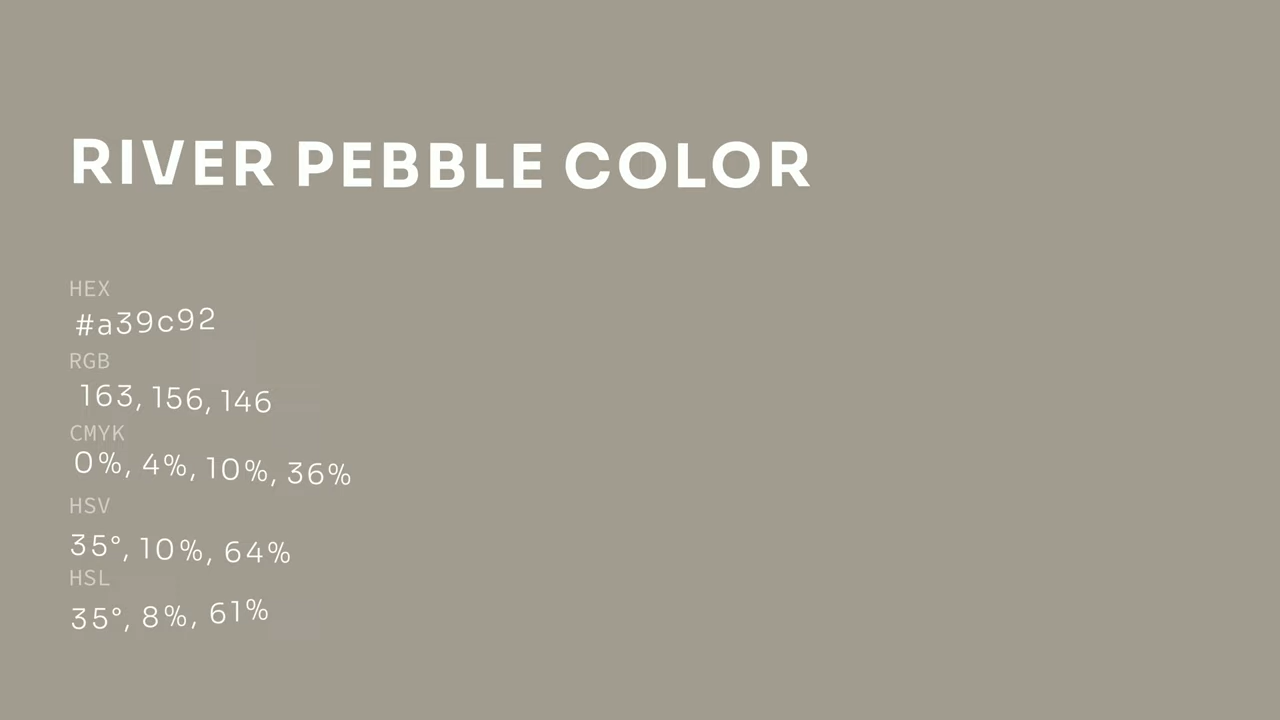 RIVER PEBBLE COLOR
HEX
#a39c92
RGB
163, 156, 146
CMYK
0%, 4%, 10%, 36%
HSV
35°, 10%, 64%
HSL
35°, 8%, 61%